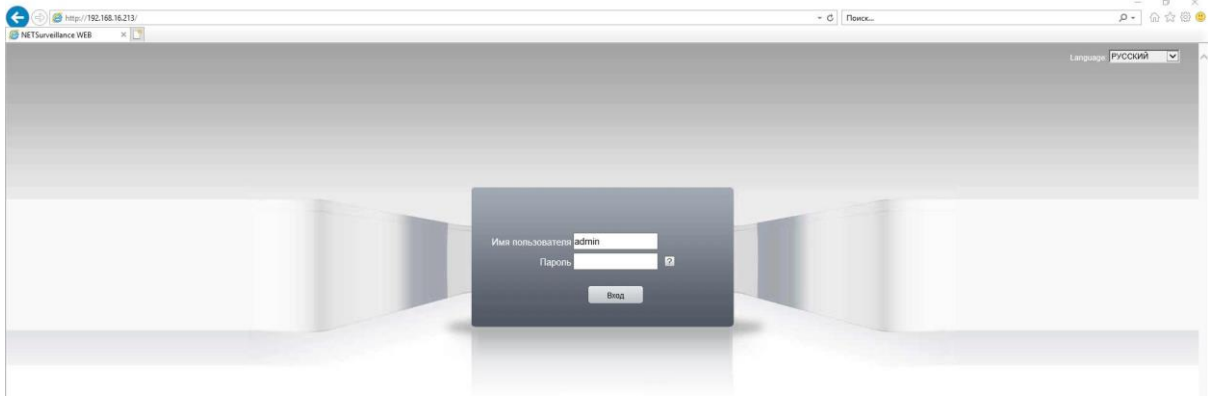 http://192.168.16.213/
Поиск...
NETSurveillance WEB
Language: РУССКИЙ
Имя пользователя admin
Пароль
?
Вход